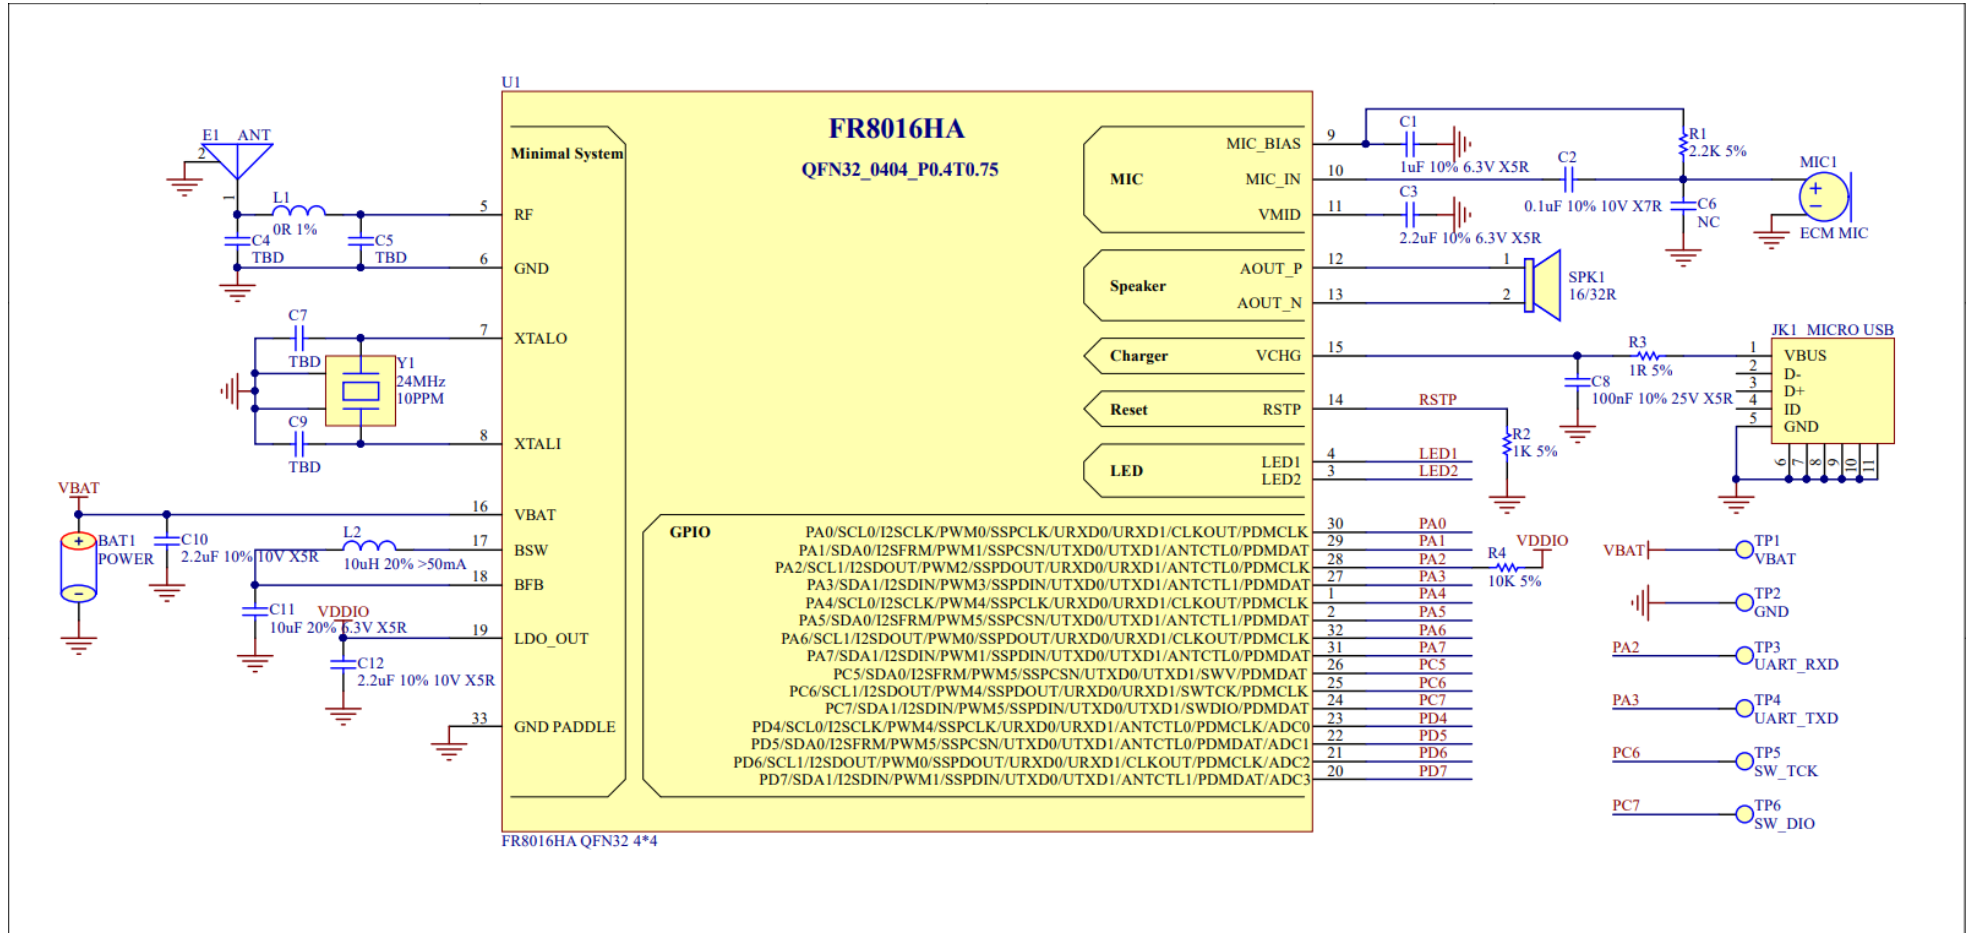 U1
FR8016HA
QFN32_0404_P0.4T0.75
Minimal System
E1 ANT
2
1
L1
0R 1%
C4
TBD
C5
TBD
5 RF
6 GND
C7
TBD
Y1
24MHz
10PPM
C9
TBD
7 XTALO
8 XTALI
VBAT
BAT1
POWER
C10
2.2uF 10% 10V X5R
16 VBAT
L2
10uH 20% >50mA
17 BSW
18 BFB
C11
10uF 20% 6.3V X5R
VDDIO
19 LDO_OUT
C12
2.2uF 10% 10V X5R
33 GND PADDLE
FR8016HA QFN32 4*4
MIC
MIC_BIAS 9
MIC_IN 10
VMID 11
C1
1uF 10% 6.3V X5R
C2
0.1uF 10% 10V X7R
C3
2.2uF 10% 6.3V X5R
R1
2.2K 5%
C6
NC
MIC1
ECM MIC
Speaker
AOUT_P 12
AOUT_N 13
1
2
SPK1
16/32R
Charger
VCHG 15
R3
1R 5%
C8
100nF 10% 25V X5R
JK1 MICRO USB
1 VBUS
2 D-
3 D+
4 ID
5 GND
6 7 8 9 10 11
Reset
RSTP 14 RSTP
R2
1K 5%
LED
LED1 4 LED1
LED2 3 LED2
GPIO
PA0/SCL0/I2SCLK/PWM0/SSPCLK/URXD0/URXD1/CLKOUT/PDMCLK 30 PA0
PA1/SDA0/I2SFRM/PWM1/SSPCSN/UTXD0/UTXD1/ANTCTL0/PDMDAT 29 PA1
PA2/SCL1/I2SDOUT/PWM2/SSPDOUT/URXD0/URXD1/ANTCTL0/PDMCLK 28 PA2
PA3/SDA1/I2SDIN/PWM3/SSPDIN/UTXD0/UTXD1/ANTCTL1/PDMDAT 27 PA3
PA4/SCL0/I2SCLK/PWM4/SSPCLK/URXD0/URXD1/CLKOUT/PDMCLK 1 PA4
PA5/SDA0/I2SFRM/PWM5/SSPCSN/UTXD0/UTXD1/ANTCTL1/PDMDAT 2 PA5
PA6/SCL1/I2SDOUT/PWM0/SSPDOUT/URXD0/URXD1/CLKOUT/PDMCLK 32 PA6
PA7/SDA1/I2SDIN/PWM1/SSPDIN/UTXD0/UTXD1/ANTCTL0/PDMDAT 31 PA7
PC5/SDA0/I2SFRM/PWM5/SSPCSN/UTXD0/UTXD1/SWV/PDMDAT 26 PC5
PC6/SCL1/I2SDOUT/PWM4/SSPDOUT/URXD0/URXD1/SWTCK/PDMCLK 25 PC6
PC7/SDA1/I2SDIN/PWM5/SSPDIN/UTXD0/UTXD1/SWDIO/PDMDAT 24 PC7
PD4/SCL0/I2SCLK/PWM4/SSPCLK/URXD0/URXD1/ANTCTL0/PDMCLK/ADC0 23 PD4
PD5/SDA0/I2SFRM/PWM5/SSPCSN/UTXD0/UTXD1/ANTCTL0/PDMDAT/ADC1 22 PD5
PD6/SCL1/I2SDOUT/PWM0/SSPDOUT/URXD0/URXD1/CLKOUT/PDMCLK/ADC2 21 PD6
PD7/SDA1/I2SDIN/PWM1/SSPDIN/UTXD0/UTXD1/ANTCTL1/PDMDAT/ADC3 20 PD7
R4
10K 5%
VDDIO
VBAT TP1
VBAT
TP2
GND
PA2 TP3
UART_RXD
PA3 TP4
UART_TXD
PC6 TP5
SW_TCK
PC7 TP6
SW_DIO